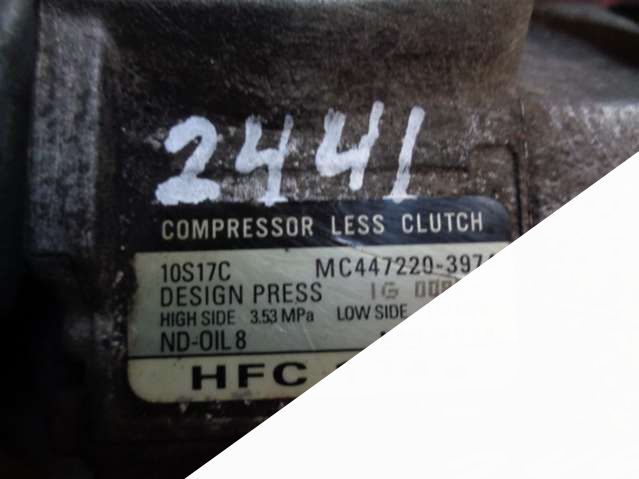 2441
COMPRESSOR LESS CLUTCH
10S17C MC447220-397
DESIGN PRESS IG
HIGH SIDE 3.53 MPa LOW SIDE
ND-OIL 8
HFC